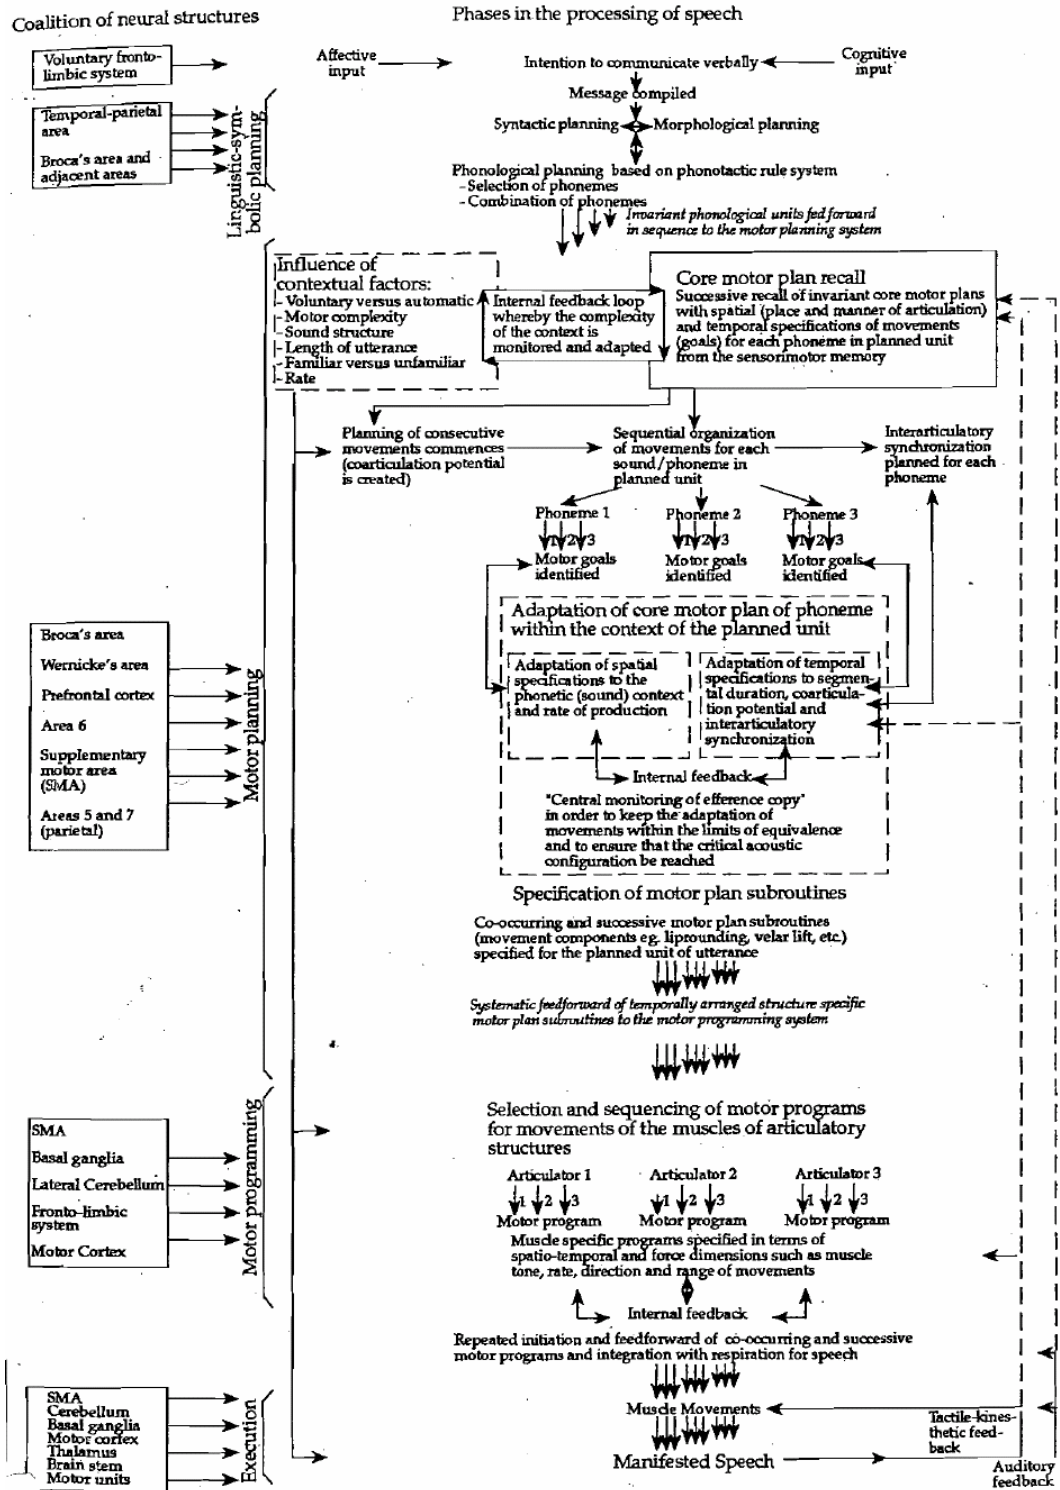 Coalition of neural structures
Phases in the processing of speech
Voluntary fronto-
limbic system
Affective
input
Intention to communicate verbally
Cognitive
input
Message compiled
Temporal-parietal
area
Broca's area and
adjacent areas
Linguistic-sym-
bolic planning
Syntactic planning
Morphological planning
Phonological planning based on phonotactic rule system
- Selection of phonemes
- Combination of phonemes
Invariant phonological units fed forward
in sequence to the motor planning system
Influence of
contextual factors:
- Voluntary versus automatic
- Motor complexity
- Sound structure
- Length of utterance
- Familiar versus unfamiliar
- Rate
Internal feedback loop
whereby the complexity
of the context is
monitored and adapted
Core motor plan recall
Successive recall of invariant core motor plans
with spatial (place and manner of articulation)
and temporal specifications of movements
(goals) for each phoneme in planned unit
from the sensorimotor memory
Planning of consecutive
movements commences
(coarticulation potential
is created)
Sequential organization
of movements for each
sound/phoneme in
planned unit
Interarticulatory
synchronization
planned for each
phoneme
Phoneme 1
Phoneme 2
Phoneme 3
1 2 3
1 2 3
1 2 3
Motor goals
identified
Motor goals
identified
Motor goals
identified
Broca's area
Wernicke's area
Prefrontal cortex
Area 6
Supplementary
motor area
(SMA)
Areas 5 and 7
(parietal)
Motor planning
Adaptation of core motor plan of phoneme
within the context of the planned unit
Adaptation of spatial
specifications to the
phonetic (sound) context
and rate of production
Adaptation of temporal
specifications to segmen-
tal duration, coarticula-
tion potential and
interarticulatory
synchronization
Internal feedback
"Central monitoring of efference copy"
in order to keep the adaptation of
movements within the limits of equivalence
and to ensure that the critical acoustic
configuration be reached
Specification of motor plan subroutines
Co-occurring and successive motor plan subroutines
(movement components eg. liprounding, velar lift, etc.)
specified for the planned unit of utterance
Systematic feedforward of temporally arranged structure specific
motor plan subroutines to the motor programming system
Selection and sequencing of motor programs
for movements of the muscles of articulatory
structures
SMA
Basal ganglia
Lateral Cerebellum
Fronto-limbic
system
Motor Cortex
Motor programming
Articulator 1
Articulator 2
Articulator 3
1 2 3
1 2 3
1 2 3
Motor program
Motor program
Motor program
Muscle specific programs specified in terms of
spatio-temporal and force dimensions such as muscle
tone, rate, direction and range of movements
Internal feedback
Repeated initiation and feedforward of co-occurring and successive
motor programs and integration with respiration for speech
SMA
Cerebellum
Basal ganglia
Motor cortex
Thalamus
Brain stem
Motor units
Execution
Muscle Movements
Tactile-kines-
thetic feed-
back
Manifested Speech
Auditory
feedback